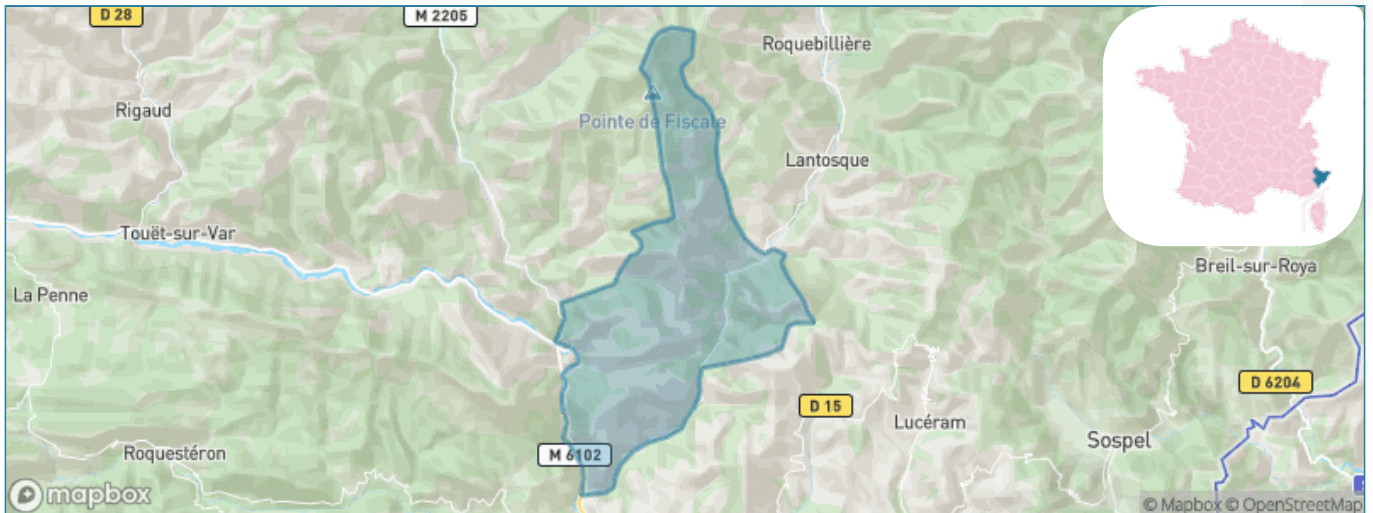 D 28
M 2205
Roquebillière
Rigaud
Pointe de Fiscale
Lantosque
Touët-sur-Var
Breil-sur-Roya
La Penne
D 6204
D 15
Lucéram
Sospel
Roquestéron
M 6102
mapbox
© Mapbox © OpenStreetMap